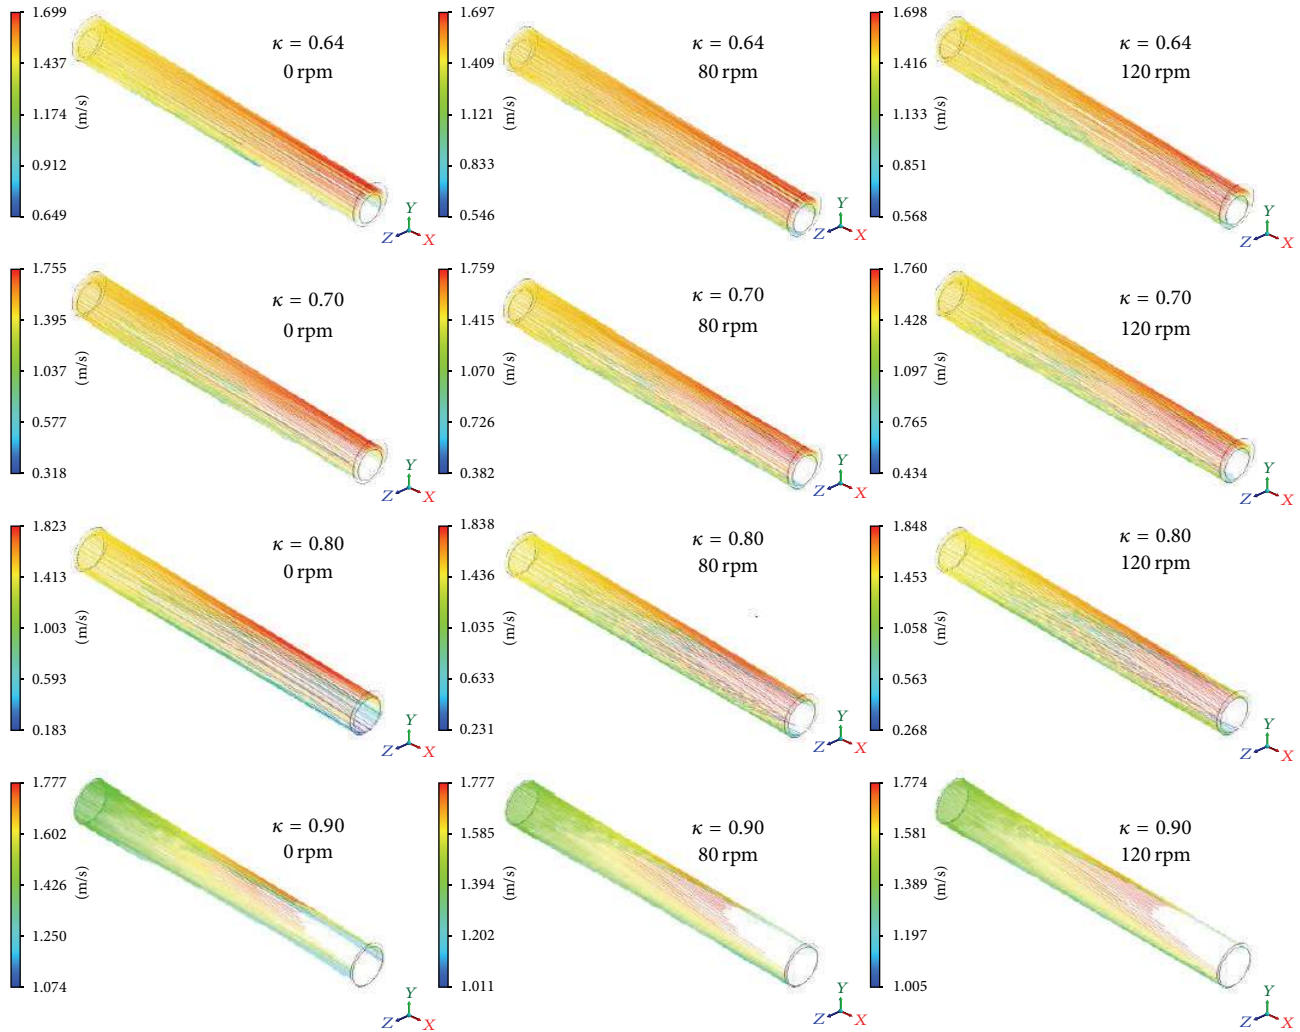 1.699
1.437
1.174
0.912
0.649
(m/s)
κ = 0.64
0 rpm
Y
Z
X
1.697
1.409
1.121
0.833
0.546
(m/s)
κ = 0.64
80 rpm
Y
Z
X
1.698
1.416
1.133
0.851
0.568
(m/s)
κ = 0.64
120 rpm
Y
Z
X
1.755
1.395
1.037
0.577
0.318
(m/s)
κ = 0.70
0 rpm
Y
Z
X
1.759
1.415
1.070
0.726
0.382
(m/s)
κ = 0.70
80 rpm
Y
Z
X
1.760
1.428
1.097
0.765
0.434
(m/s)
κ = 0.70
120 rpm
Y
Z
X
1.823
1.413
1.003
0.593
0.183
(m/s)
κ = 0.80
0 rpm
Y
Z
X
1.838
1.436
1.035
0.633
0.231
(m/s)
κ = 0.80
80 rpm
Y
Z
X
1.848
1.453
1.058
0.563
0.268
(m/s)
κ = 0.80
120 rpm
Y
Z
X
1.777
1.602
1.426
1.250
1.074
(m/s)
κ = 0.90
0 rpm
Y
Z
X
1.777
1.585
1.394
1.202
1.011
(m/s)
κ = 0.90
80 rpm
Y
Z
X
1.774
1.581
1.389
1.197
1.005
(m/s)
κ = 0.90
120 rpm
Y
Z
X